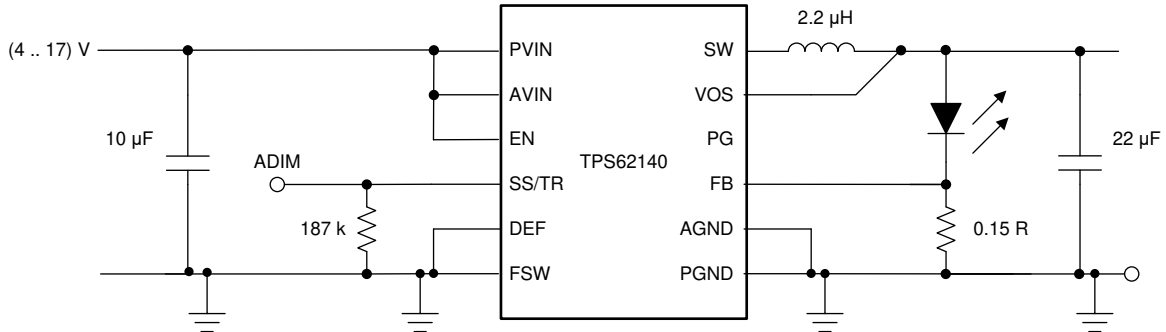 2.2 µH
(4 .. 17) V
PVIN
SW
AVIN
VOS
10 µF
EN
PG
22 µF
TPS62140
ADIM
SS/TR
FB
187 k
DEF
AGND
0.15 R
FSW
PGND